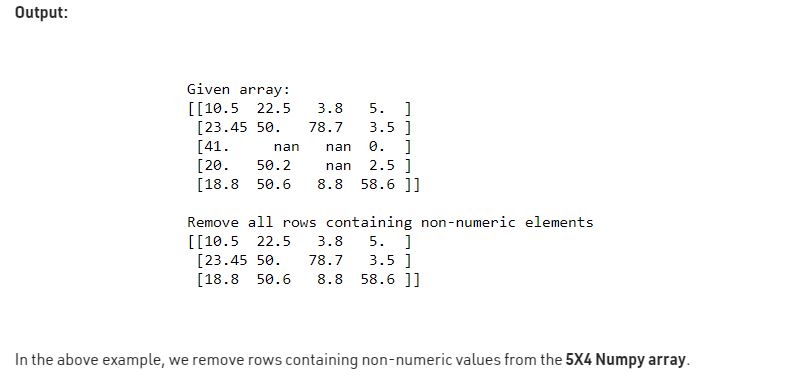 Output:
Given array:
[[10.5  22.5   3.8   5.  ]
 [23.45 50.   78.7   3.5 ]
 [41.     nan   nan  0.  ]
 [20.   50.2    nan  2.5 ]
 [18.8  50.6   8.8  58.6 ]]
Remove all rows containing non-numeric elements
[[10.5  22.5   3.8   5.  ]
 [23.45 50.   78.7   3.5 ]
 [18.8  50.6   8.8  58.6 ]]
In the above example, we remove rows containing non-numeric values from the 5X4 Numpy array.